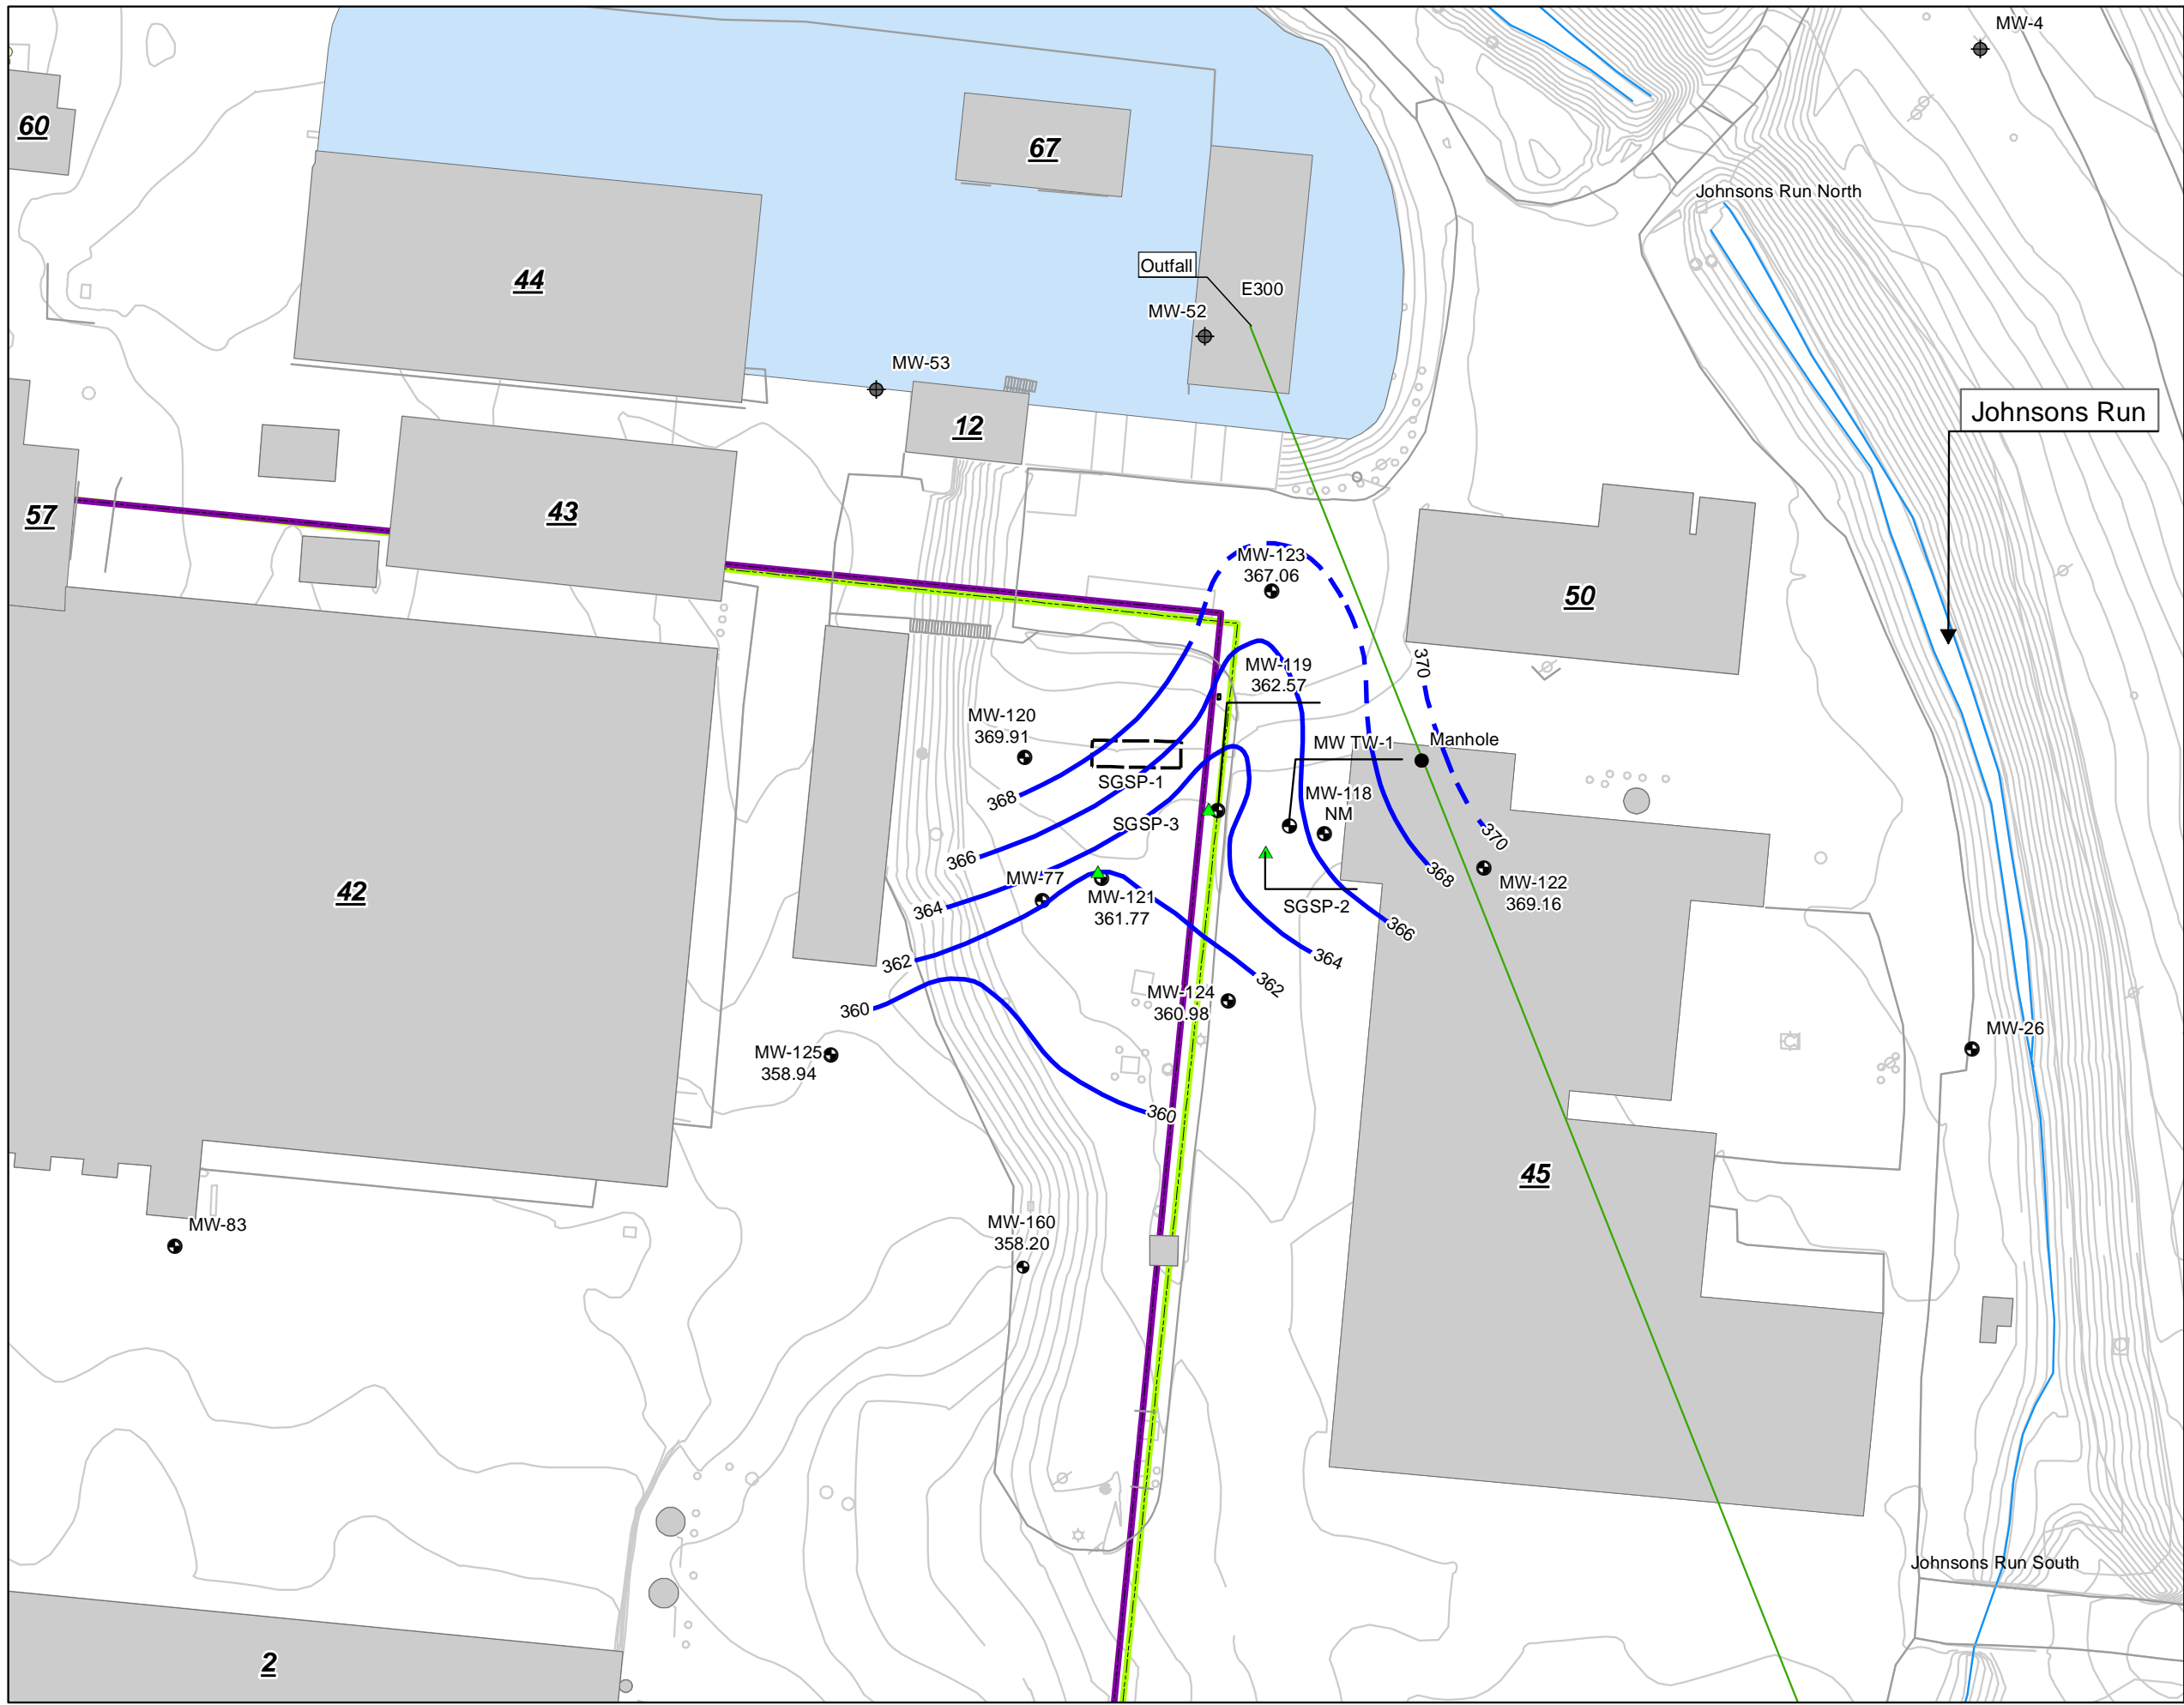 MW-4
60
67
Johnsons Run North
Outfall
44
E300
MW-52
MW-53
Johnsons Run
12
57
43
MW-123
367.06
50
370
MW-119
362.57
MW-120
369.91
MW TW-1
Manhole
SGSP-1
368
MW-118
NM
SGSP-3
370
366
368
MW-77
MW-122
369.16
42
MW-121
361.77
SGSP-2
364
366
362
364
362
MW-124
360.98
360
MW-26
MW-125
358.94
360
45
MW-83
MW-160
358.20
Johnsons Run South
2